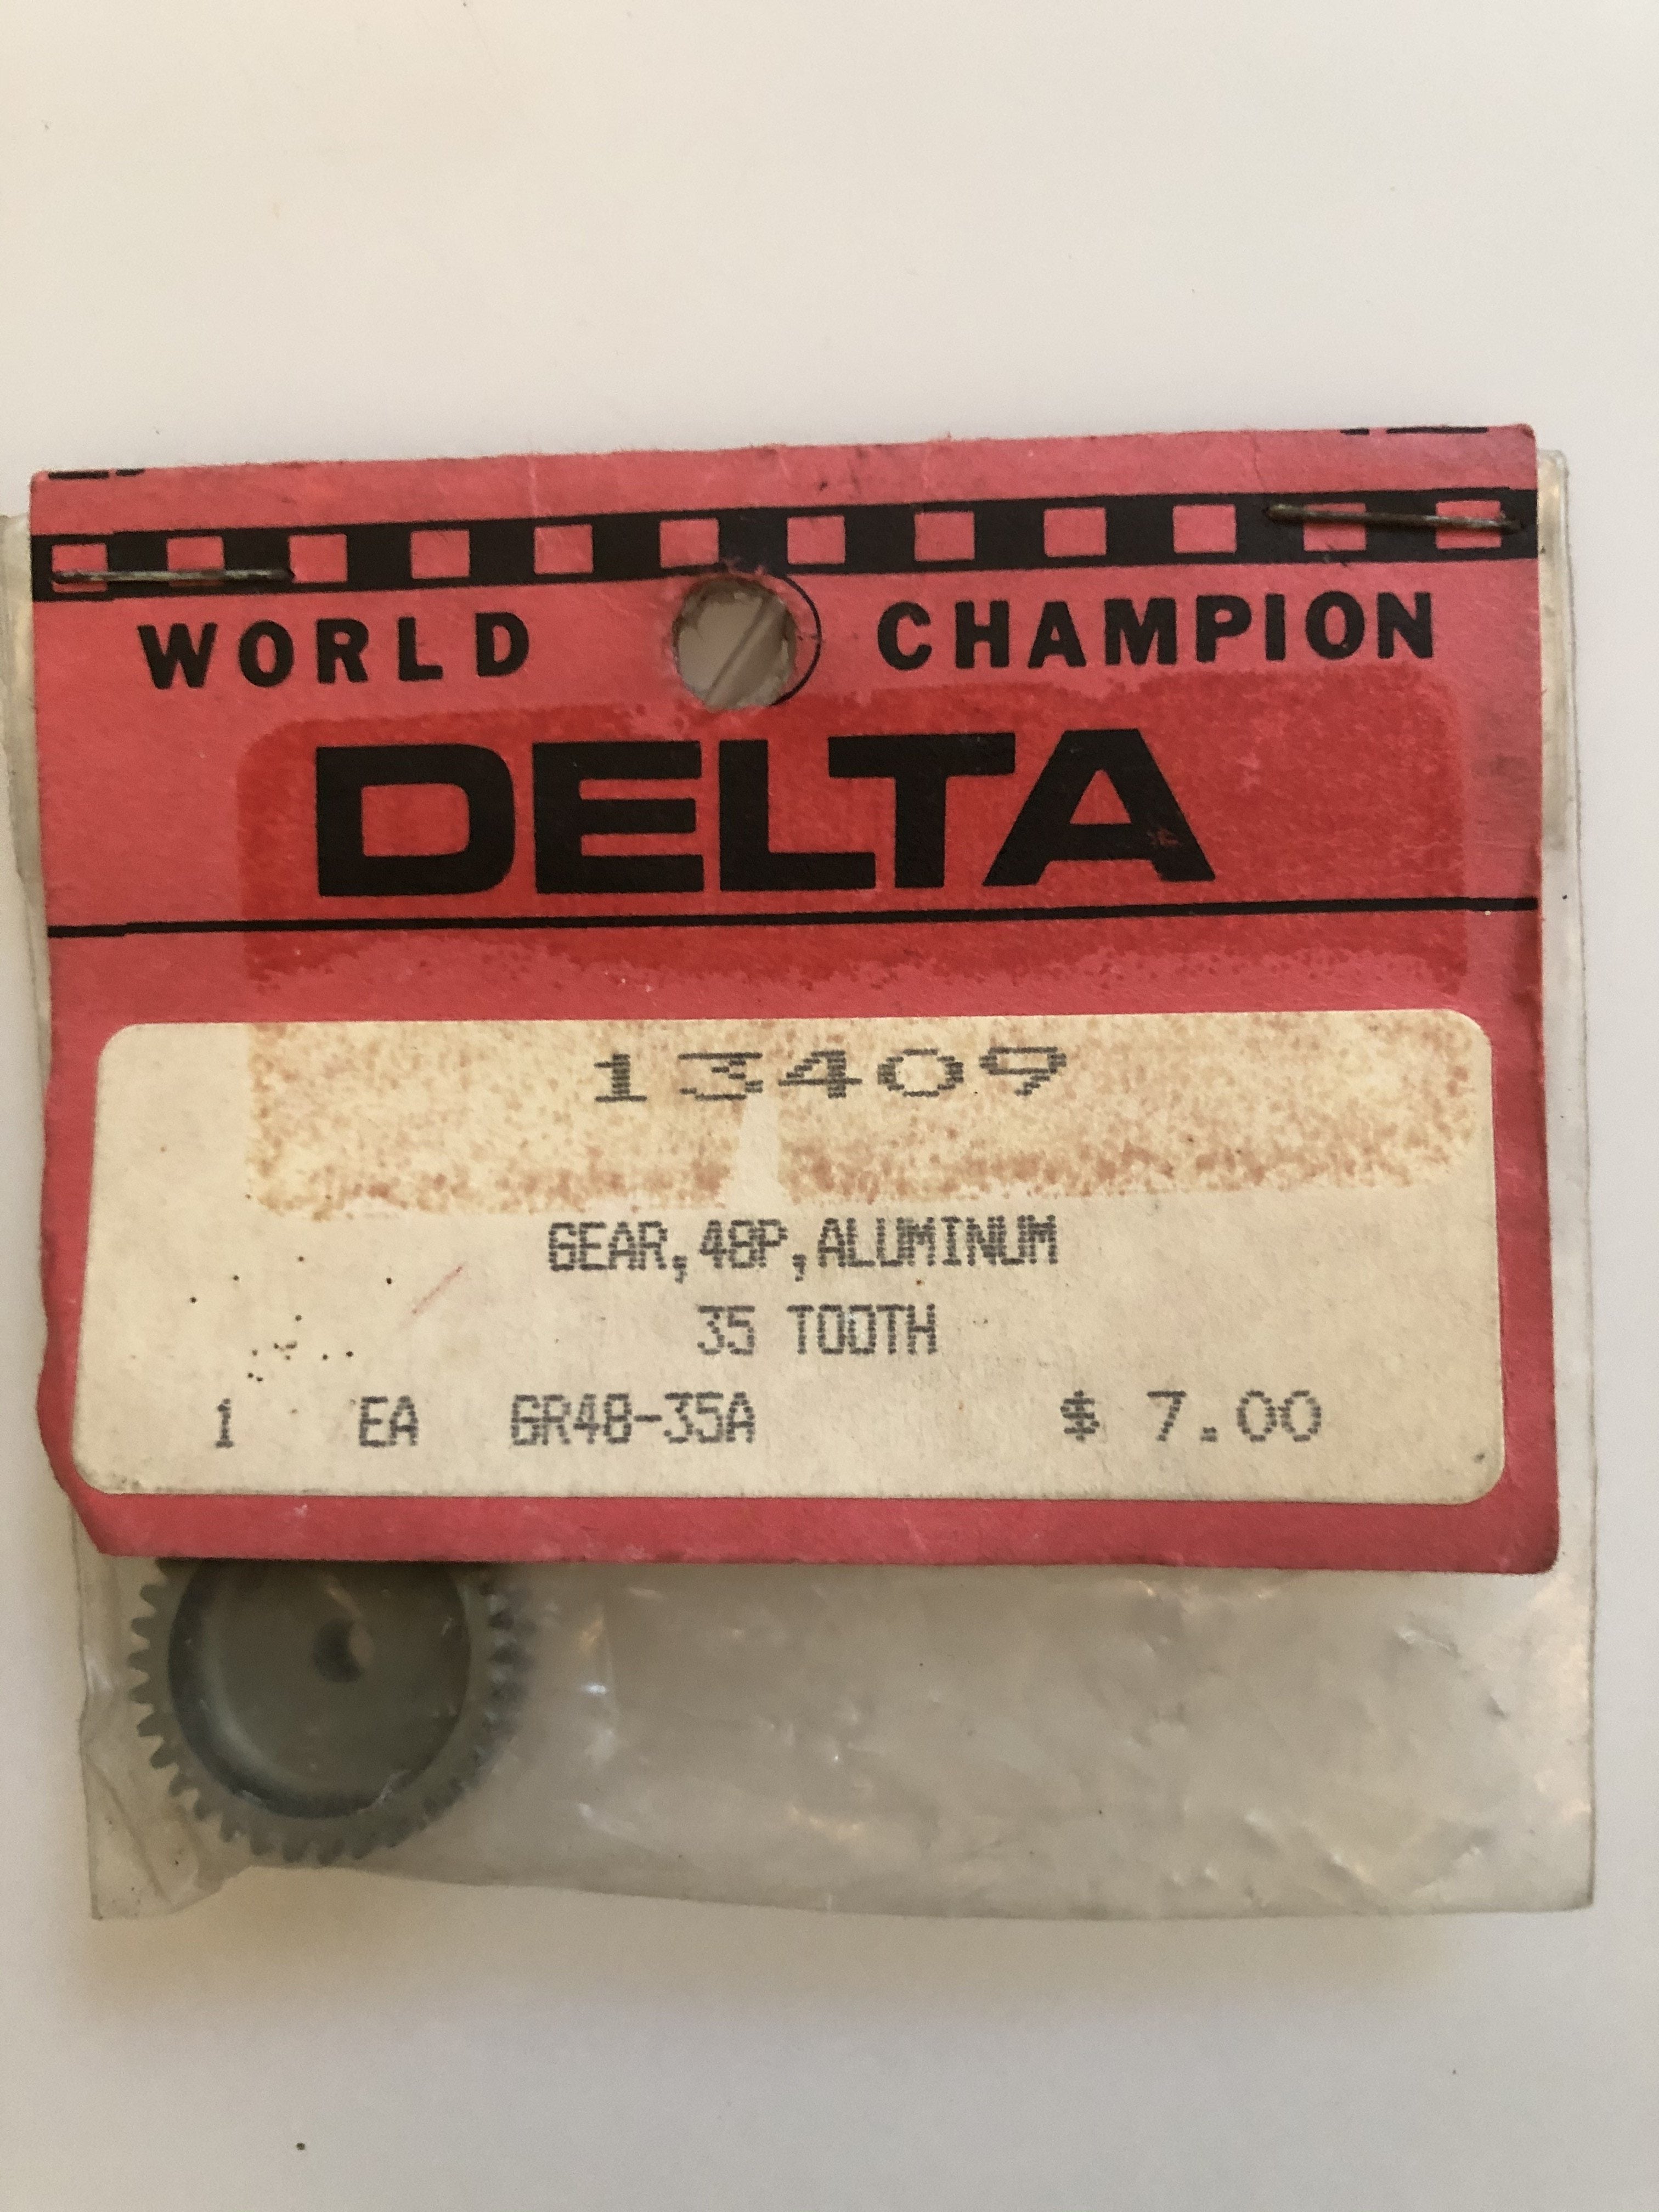 WORLD CHAMPION
DELTA
13409
GEAR,48P,ALUMINUM
35 TOOTH
1 EA GR48-35A $ 7.00